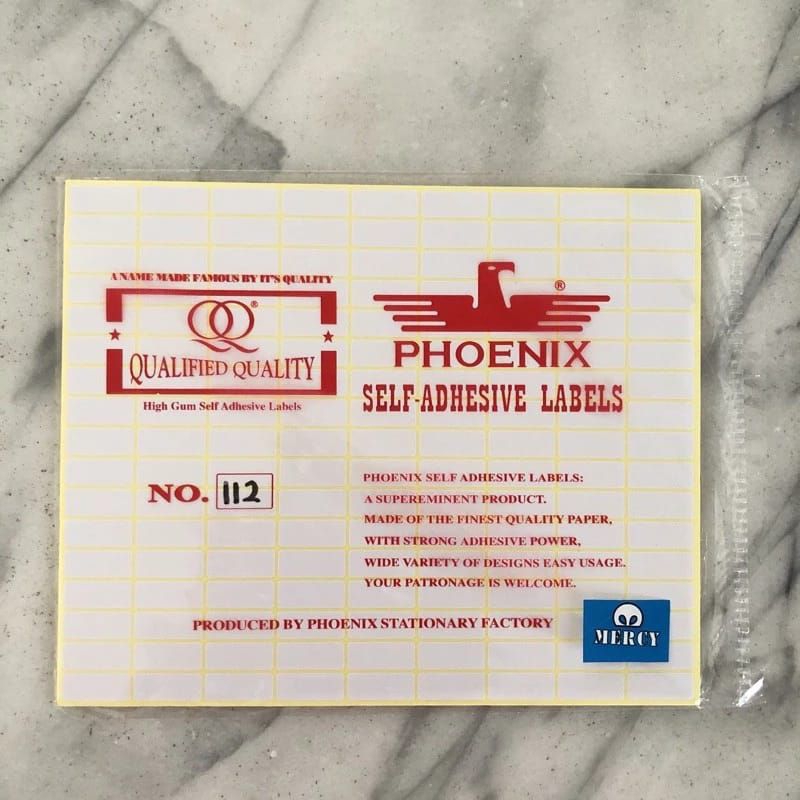 A NAME MADE FAMOUS BY IT'S QUALITY
QQ®
QUALIFIED QUALITY
High Gum Self Adhesive Labels
®
PHOENIX
SELF-ADHESIVE LABELS
NO. 112
PHOENIX SELF ADHESIVE LABELS:
A SUPEREMINENT PRODUCT.
MADE OF THE FINEST QUALITY PAPER,
WITH STRONG ADHESIVE POWER,
WIDE VARIETY OF DESIGNS EASY USAGE.
YOUR PATRONAGE IS WELCOME.
PRODUCED BY PHOENIX STATIONARY FACTORY
MERCY